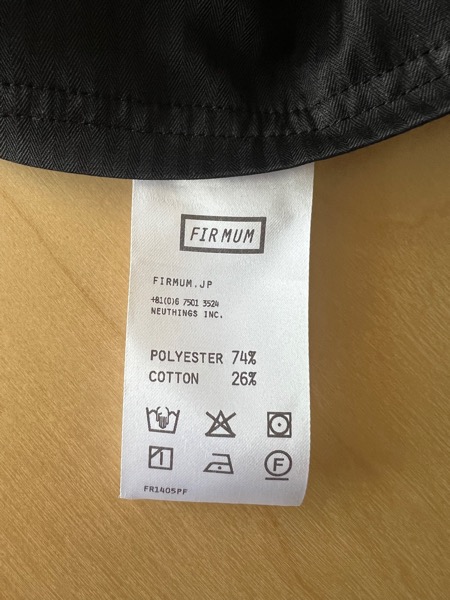 FIRMUM
FIRMUM.JP
+81(0)6 7501 3524
NEUTHINGS INC.
POLYESTER 74%
COTTON 26%
F
FR1405PF